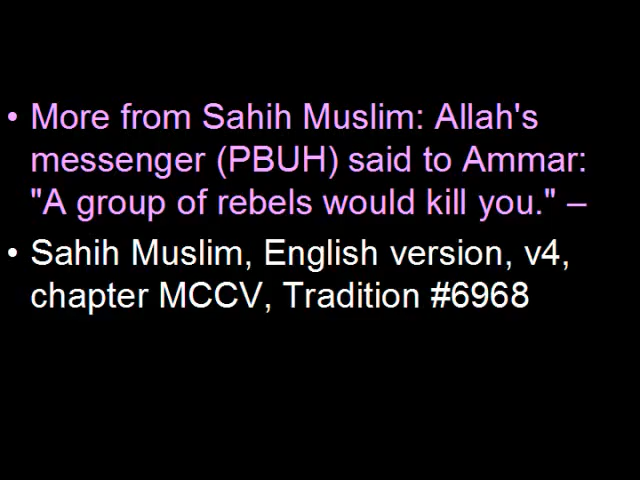 • More from Sahih Muslim: Allah's
messenger (PBUH) said to Ammar:
"A group of rebels would kill you." –
• Sahih Muslim, English version, v4,
chapter MCCV, Tradition #6968